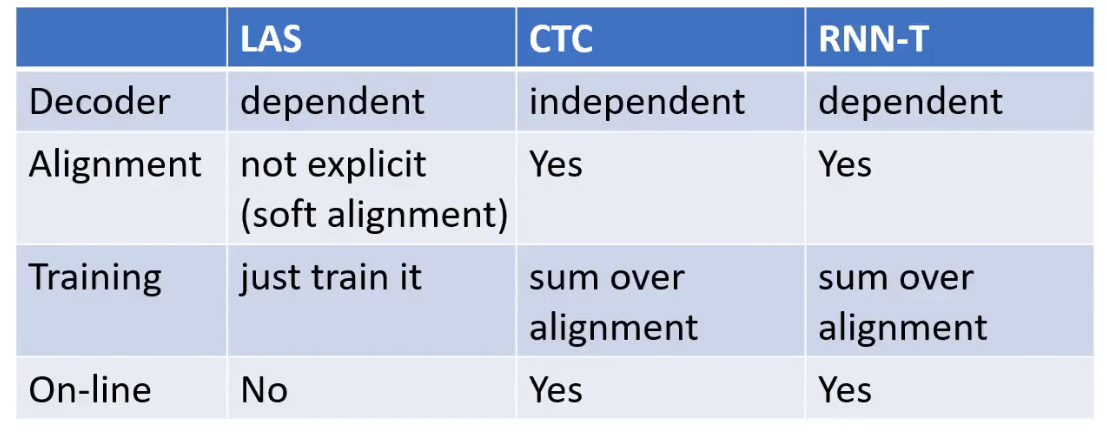 LAS CTC RNN-T
Decoder dependent independent dependent
Alignment not explicit Yes Yes
(soft alignment)
Training just train it sum over sum over
alignment alignment
On-line No Yes Yes